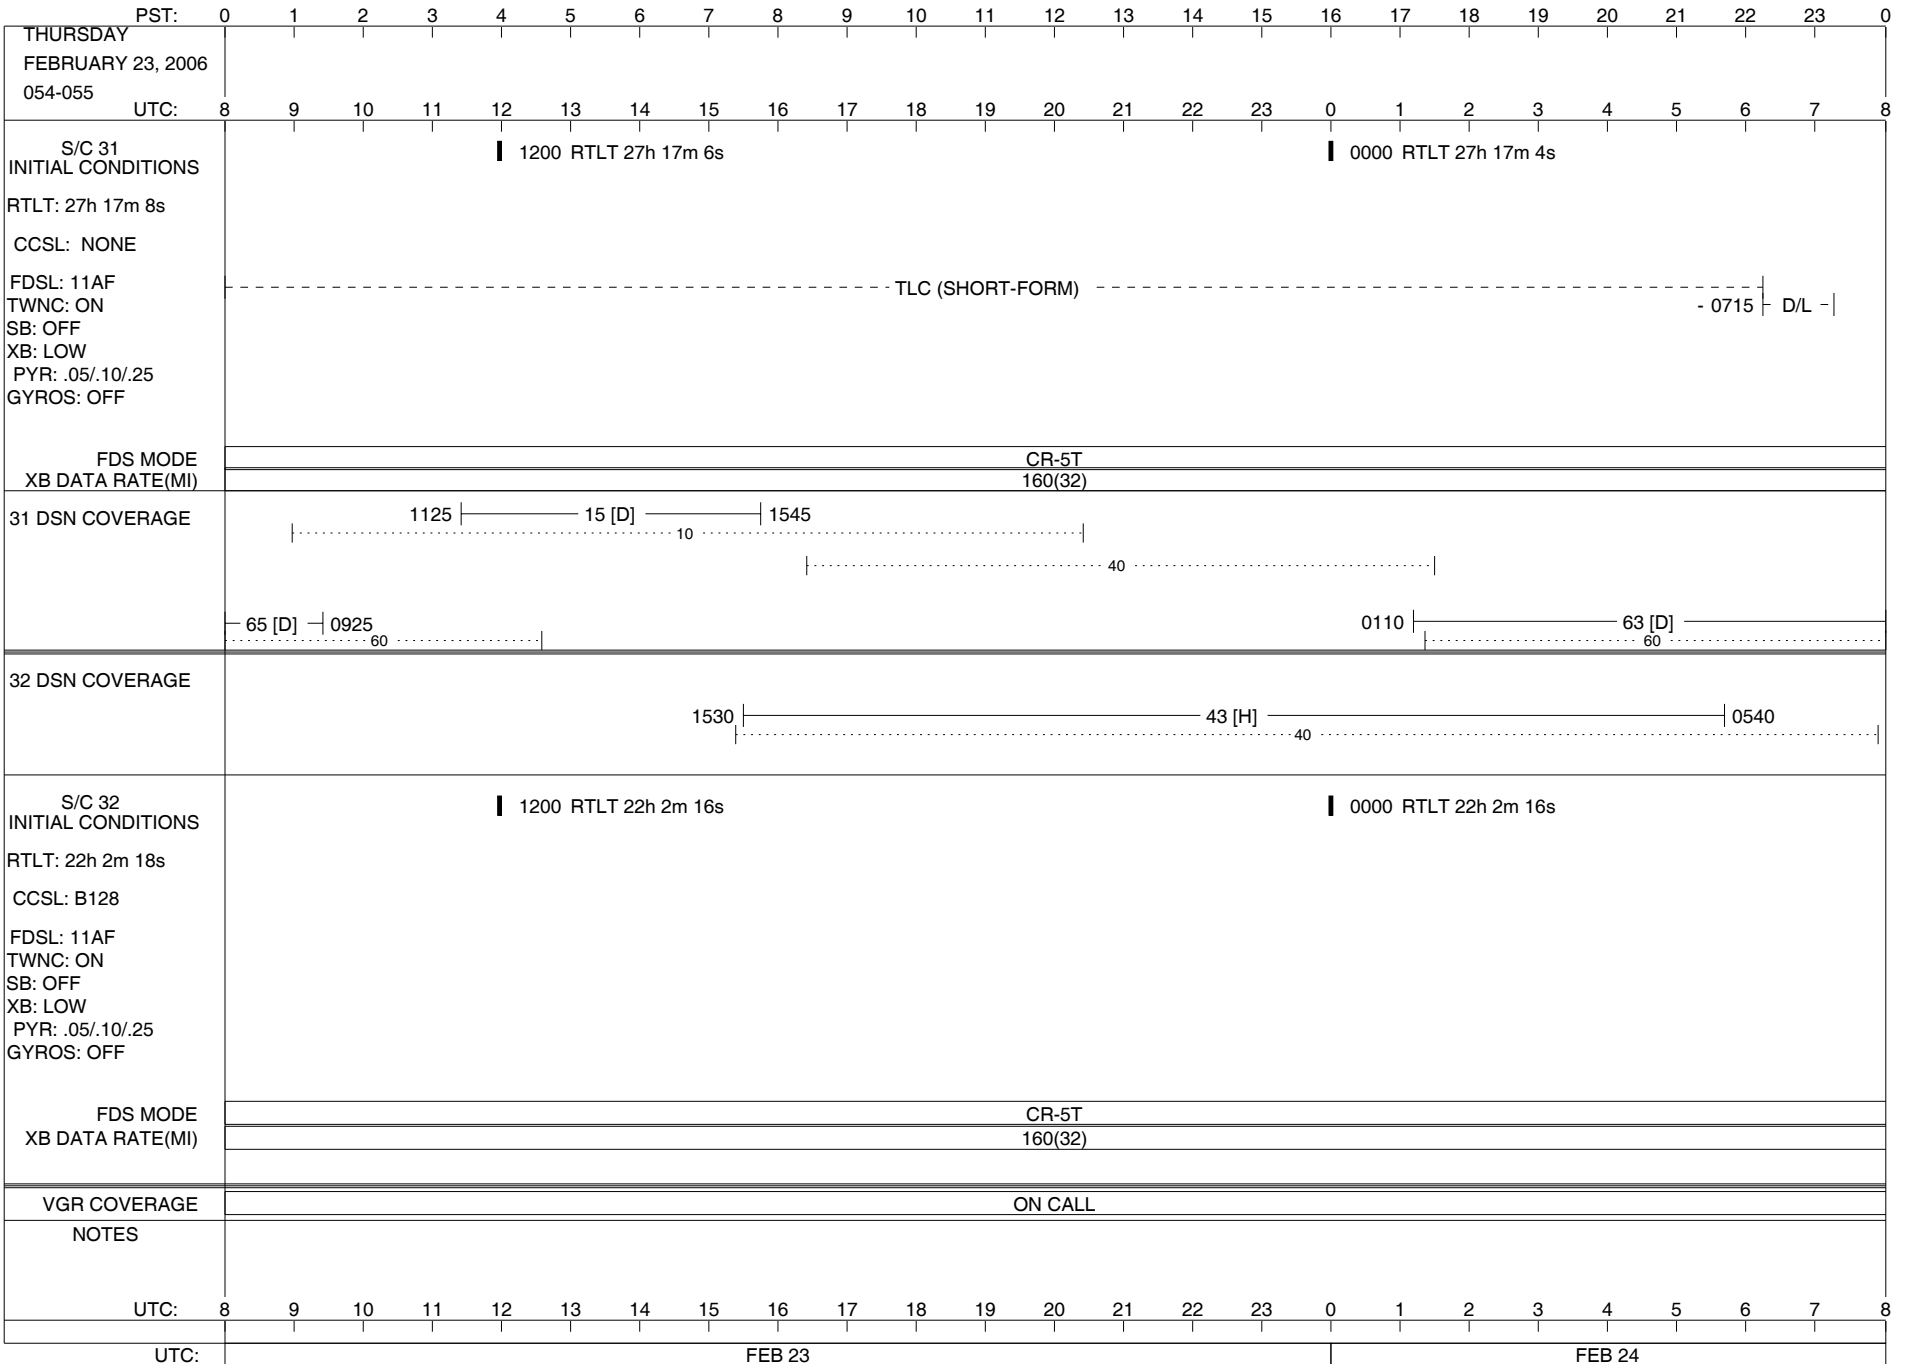 PST: 0 1 2 3 4 5 6 7 8 9 10 11 12 13 14 15 16 17 18 19 20 21 22 23 0
THURSDAY
FEBRUARY 23, 2006
054-055
UTC: 8 9 10 11 12 13 14 15 16 17 18 19 20 21 22 23 0 1 2 3 4 5 6 7 8
S/C 31
INITIAL CONDITIONS
1200 RTLT 27h 17m 6s
0000 RTLT 27h 17m 4s
RTLT: 27h 17m 8s
CCSL: NONE
FDSL: 11AF
TLC (SHORT-FORM)
TWNC: ON
- 0715 D/L
SB: OFF
XB: LOW
PYR: .05/.10/.25
GYROS: OFF
FDS MODE CR-5T
XB DATA RATE(MI) 160(32)
31 DSN COVERAGE
1125 15 [D] 1545
10
40
65 [D] 0925
60
0110 63 [D]
60
32 DSN COVERAGE
1530 43 [H] 0540
40
S/C 32
INITIAL CONDITIONS
1200 RTLT 22h 2m 16s
0000 RTLT 22h 2m 16s
RTLT: 22h 2m 18s
CCSL: B128
FDSL: 11AF
TWNC: ON
SB: OFF
XB: LOW
PYR: .05/.10/.25
GYROS: OFF
FDS MODE CR-5T
XB DATA RATE(MI) 160(32)
VGR COVERAGE ON CALL
NOTES
UTC: 8 9 10 11 12 13 14 15 16 17 18 19 20 21 22 23 0 1 2 3 4 5 6 7 8
UTC: FEB 23 FEB 24